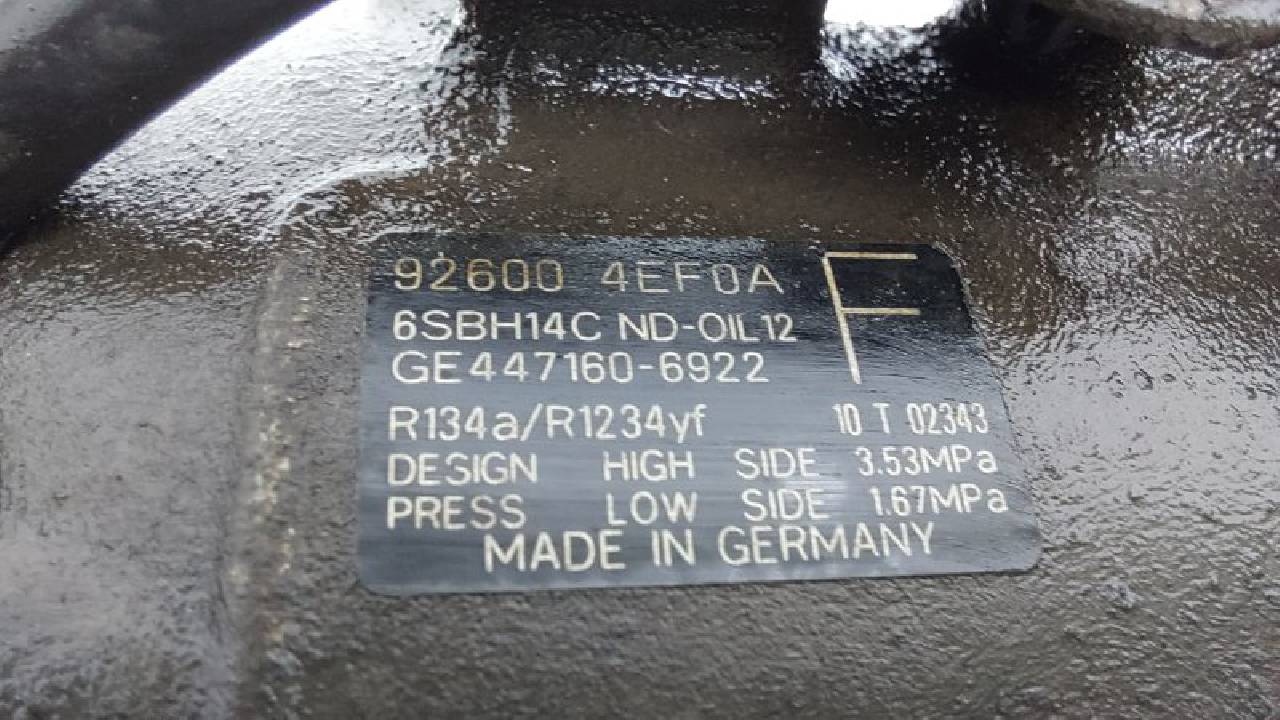 92600 4EF0A F
6SBH14C ND-OIL12
GE447160-6922
R134a/R1234yf 10 T 02343
DESIGN HIGH SIDE 3.53MPa
PRESS LOW SIDE 1.67MPa
MADE IN GERMANY